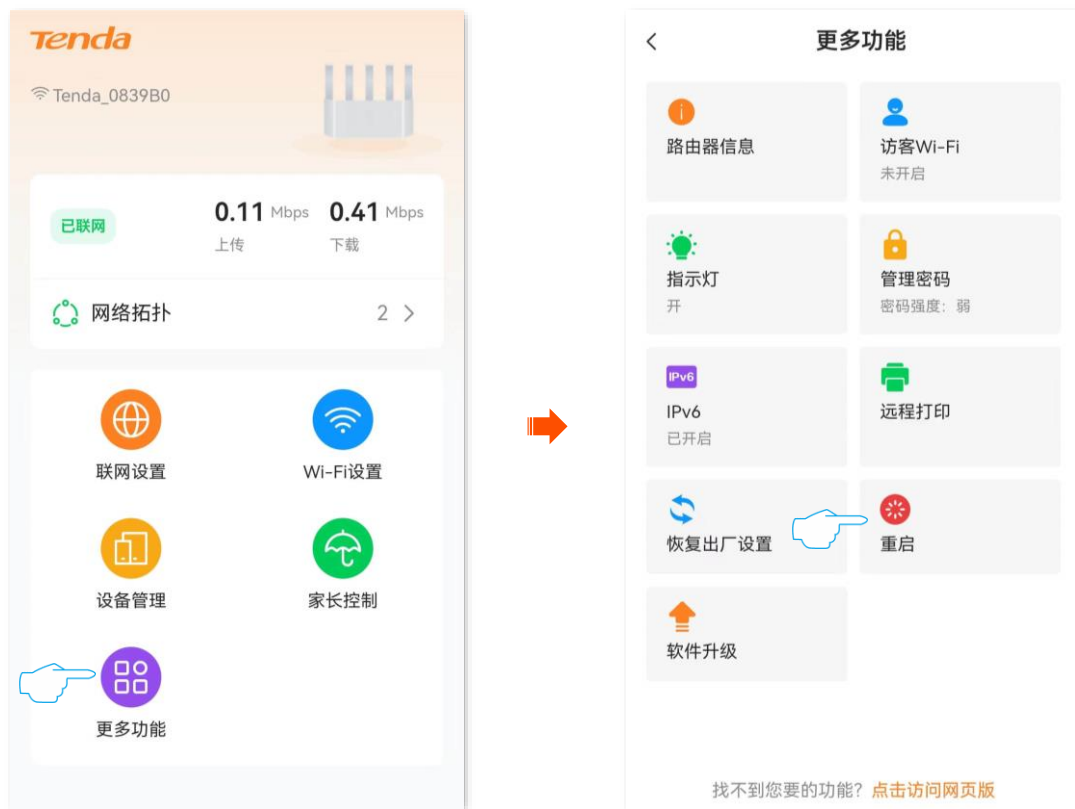 Tenda
Tenda_0839B0
已联网
0.11 Mbps
上传
0.41 Mbps
下载
网络拓扑
2
联网设置
Wi-Fi设置
设备管理
家长控制
更多功能
更多功能
路由器信息
访客Wi-Fi
未开启
指示灯
开
管理密码
密码强度：弱
IPv6
IPv6
已开启
远程打印
恢复出厂设置
重启
软件升级
找不到您要的功能？点击访问网页版